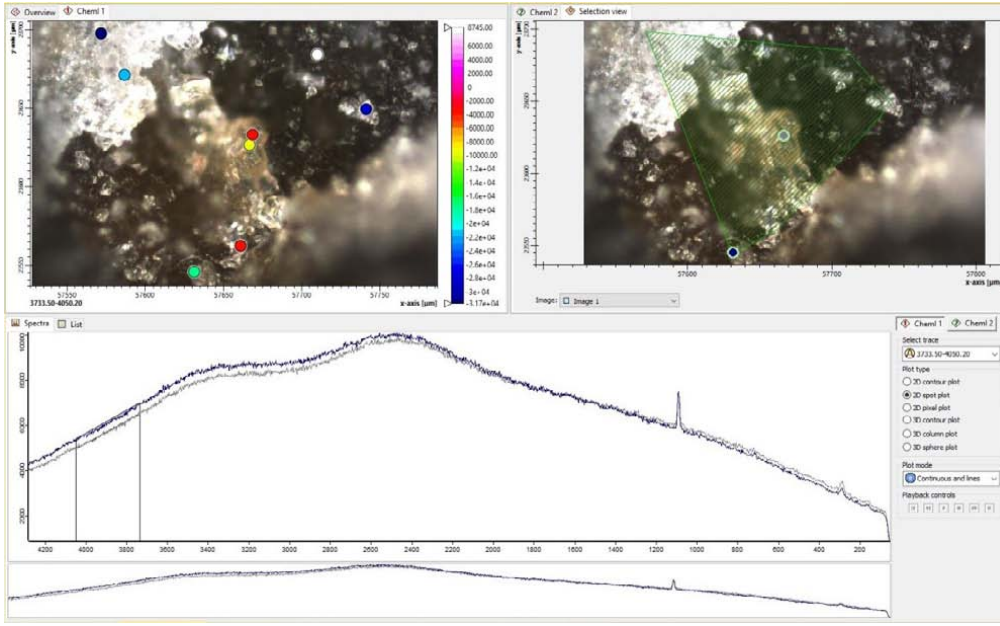 Overview
ChemI 1
y-axis [µm]
8745.00
6000.00
4000.00
2000.00
0
-2000.00
-4000.00
-6000.00
-8000.00
-10000.00
-1.2e+04
-1.4e+04
-1.6e+04
-1.8e+04
-2e+04
-2.2e+04
-2.4e+04
-2.6e+04
-2.8e+04
-3e+04
-3.17e+04
57550
57600
57650
57700
57750
3733.50-4050.20
x-axis [µm]
ChemI 2
Selection view
y-axis [µm]
57600
57700
57800
x-axis [µm]
Image:
Image 1
Spectra
List
8000
6000
4000
2000
4200
4000
3800
3600
3400
3200
3000
2800
2600
2400
2200
2000
1800
1600
1400
1200
1000
800
600
400
200
ChemI 1
ChemI 2
Select trace
3733.50-4050.20
Plot type
2D contour plot
2D spot plot
2D pixel plot
3D contour plot
3D column plot
3D sphere plot
Plot mode
Continuous and lines
Playback controls